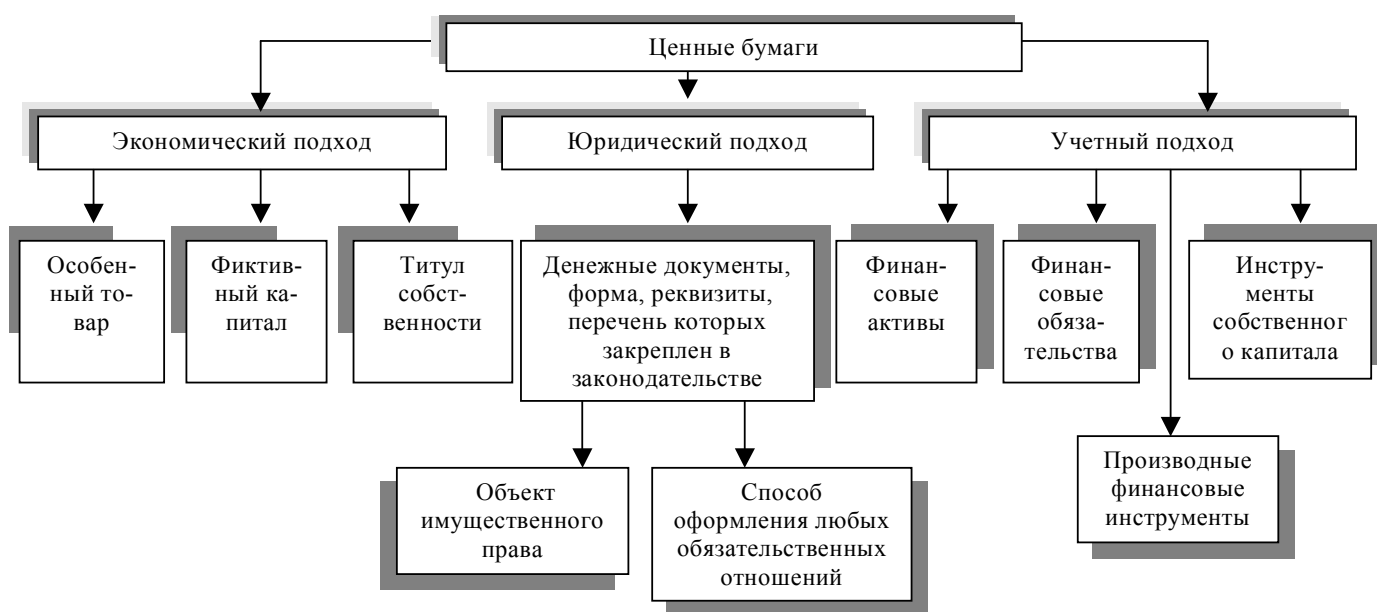 Ценные бумаги
Экономический подход
Юридический подход
Учетный подход
Особен-
ный то-
вар
Фиктив-
ный ка-
питал
Титул
собст-
венности
Денежные документы,
форма, реквизиты,
перечень которых
закреплен в
законодательстве
Финан-
совые
активы
Финан-
совые
обяза-
тельства
Инстру-
менты
собственног
о капитала
Объект
имущественного
права
Способ
оформления любых
обязательственных
отношений
Производные
финансовые
инструменты